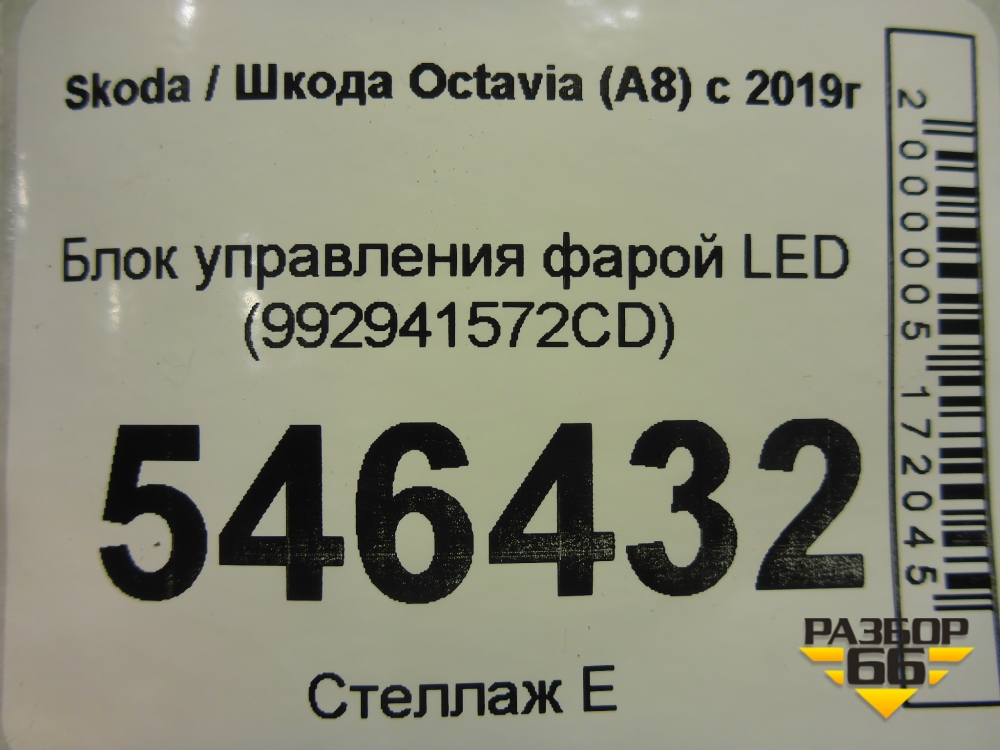 Skoda / Шкода Octavia (A8) с 2019г
Блок управления фарой LED
(992941572CD)
546432
Стеллаж Е
2000005172045
РАЗБОР
66